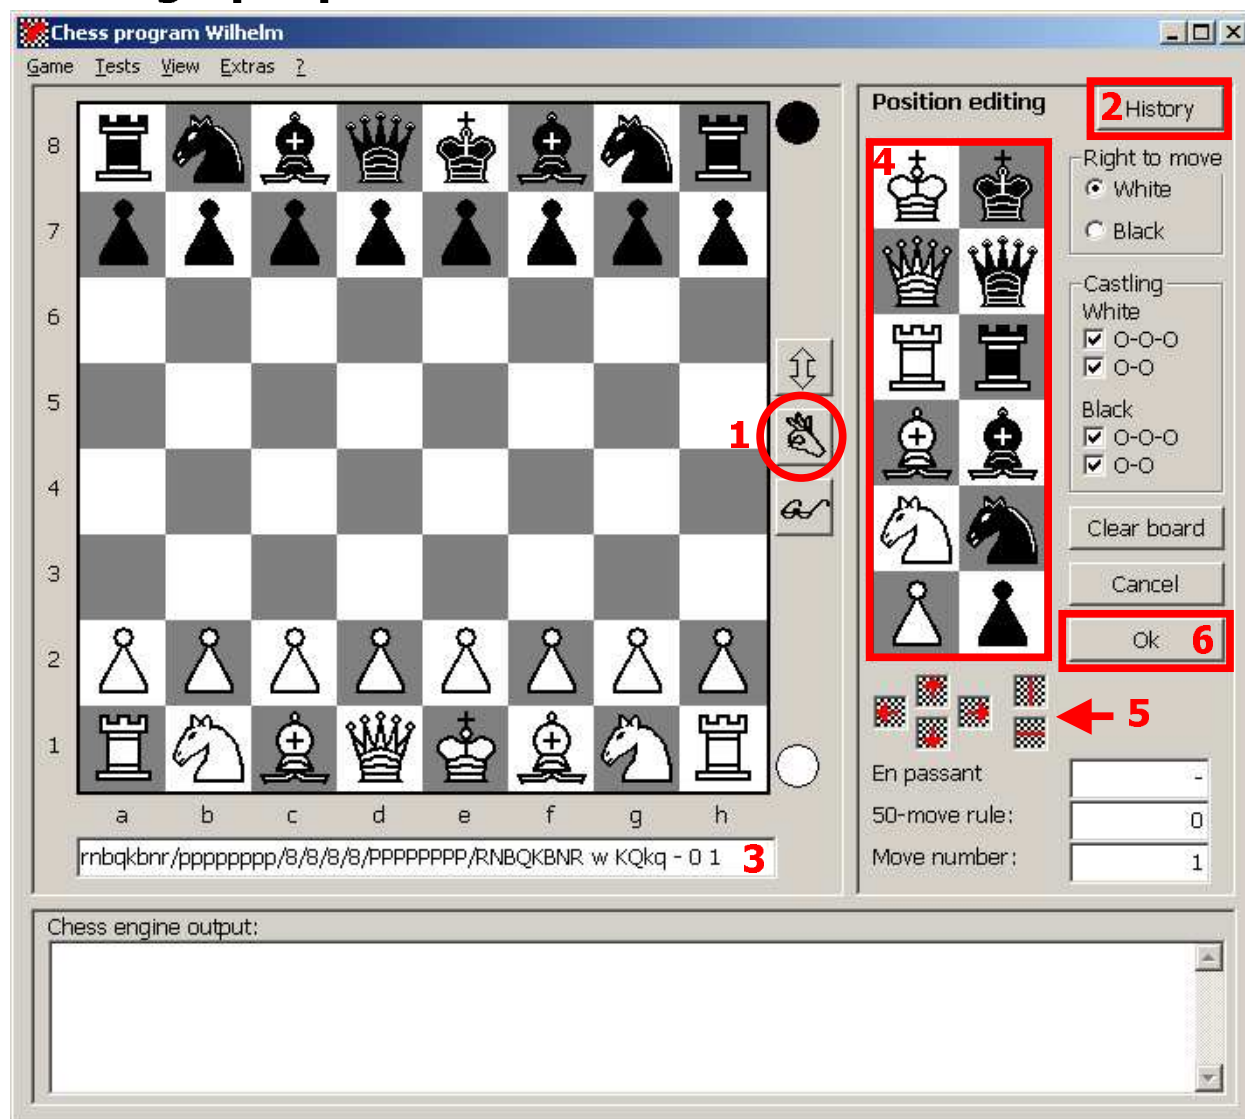 Chess program Wilhelm
Game Tests View Extras ?
8
7
6
5
4
3
2
1
a b c d e f g h
1
rnbqkbnr/pppppppp/8/8/8/8/PPPPPPPP/RNBQKBNR w KQkq - 0 1 3
Position editing
2 History
4
Right to move
White
Black
Castling
White
O-O-O
O-O
Black
O-O-O
O-O
Clear board
Cancel
Ok 6
5
En passant -
50-move rule: 0
Move number: 1
Chess engine output: